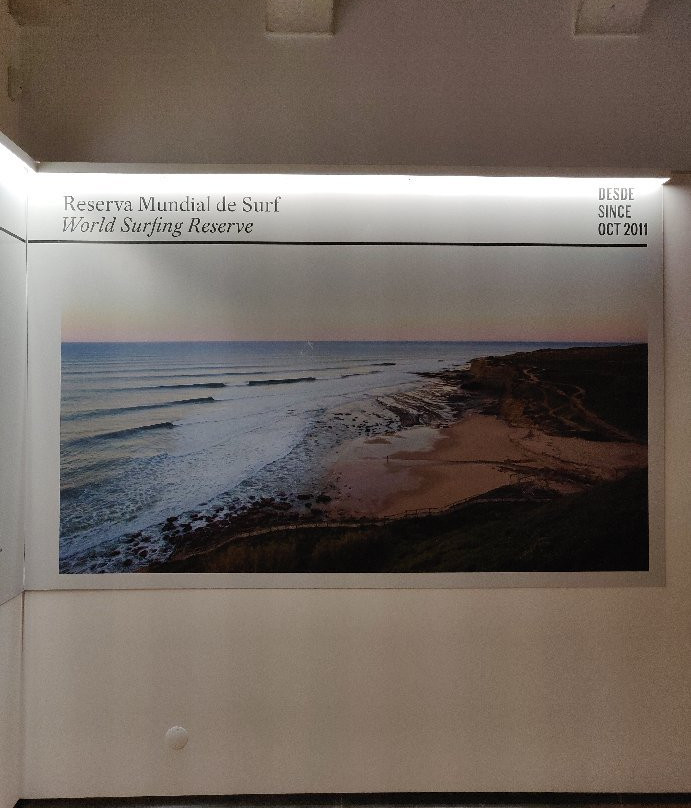 Reserva Mundial de Surf
World Surfing Reserve
DESDE
SINCE
OCT 2011